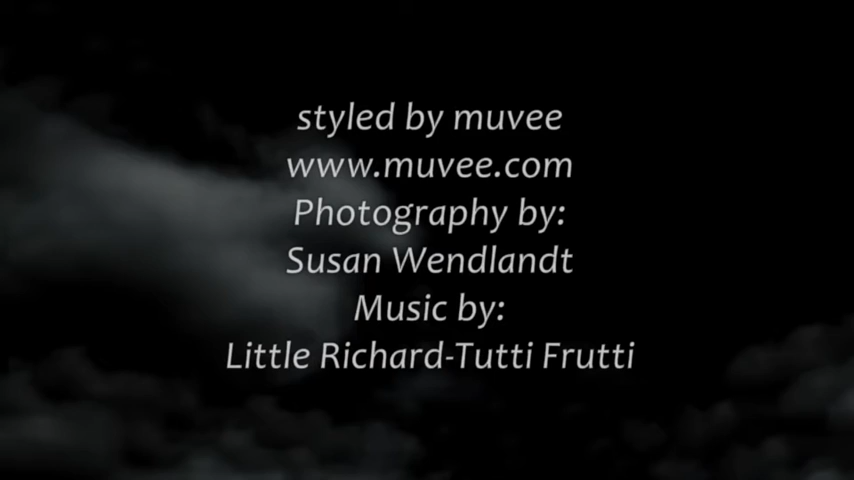 styled by muvee
www.muvee.com
Photography by:
Susan Wendlandt
Music by:
Little Richard-Tutti Frutti